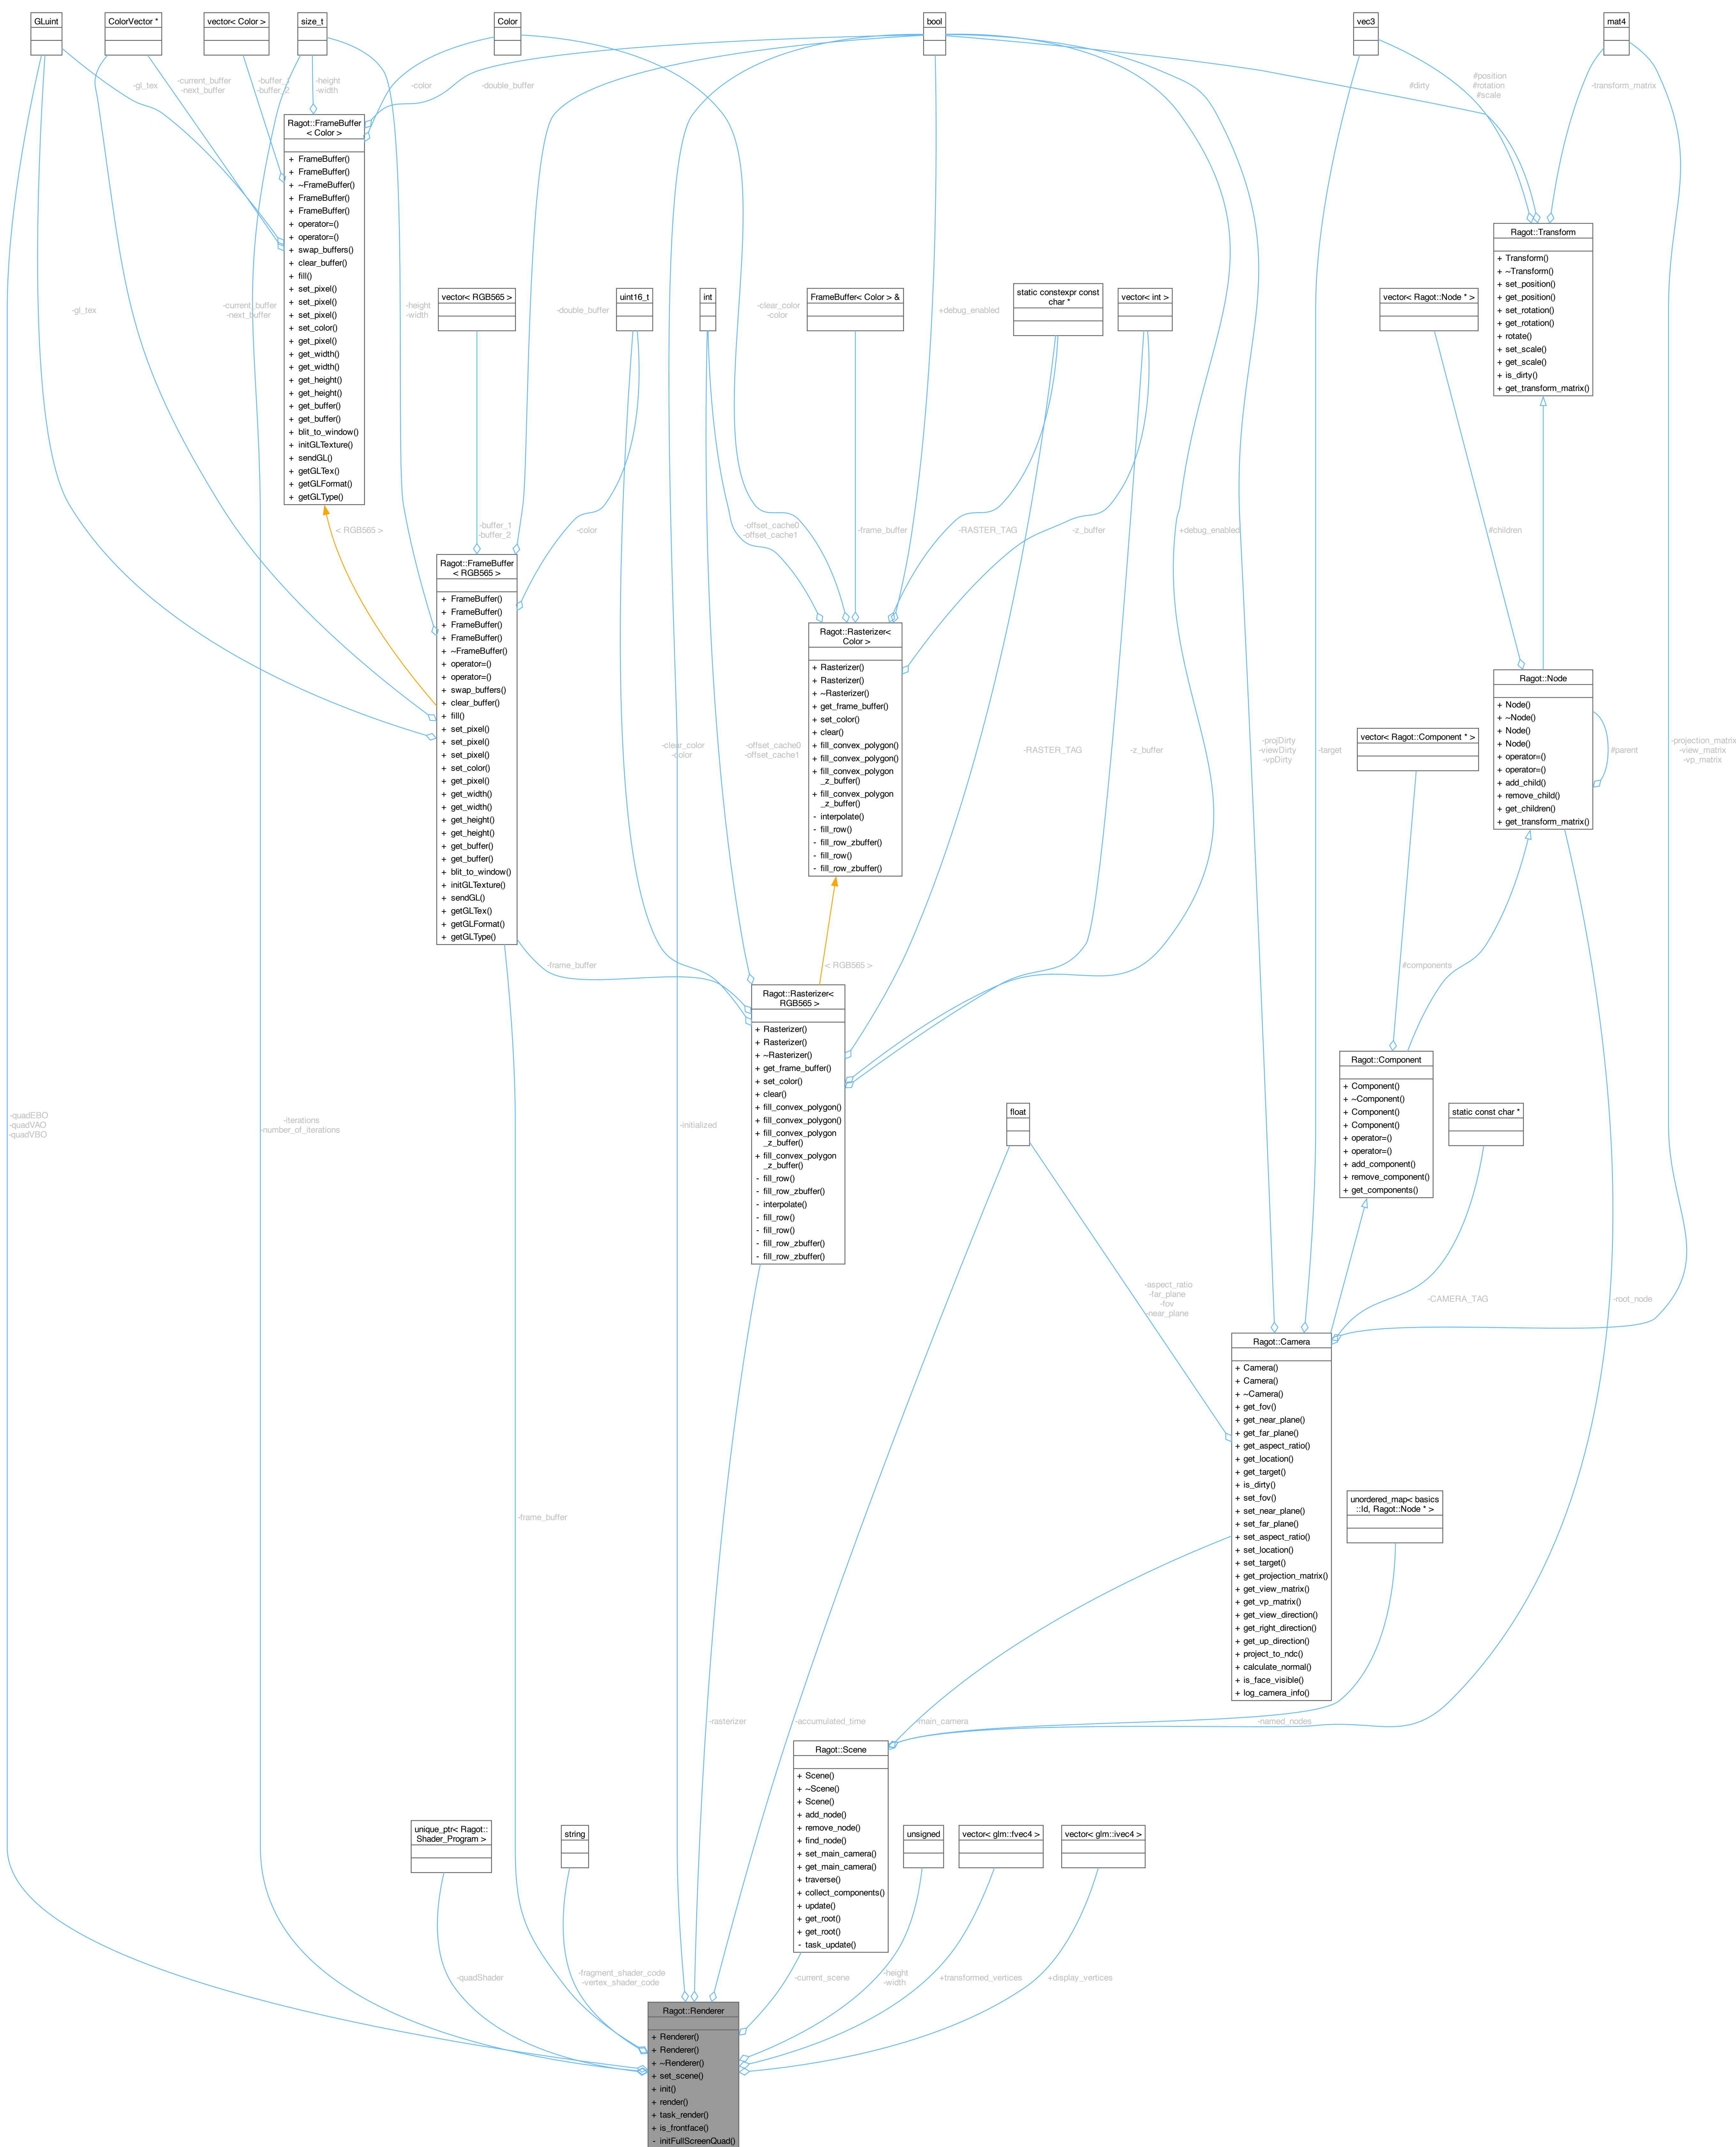 GLuint
ColorVector *
vector< Color >
size_t
Color
bool
vec3
mat4
-gl_tex
-current_buffer
-next_buffer
-buffer_1
-buffer_2
-height
-width
-color
-double_buffer
#dirty
#position
#rotation
#scale
-transform_matrix
Ragot::FrameBuffer
< Color >
+ FrameBuffer()
+ FrameBuffer()
+ ~FrameBuffer()
+ FrameBuffer()
+ FrameBuffer()
+ operator=()
+ operator=()
+ swap_buffers()
+ clear_buffer()
+ fill()
+ set_pixel()
+ set_pixel()
+ set_pixel()
+ set_color()
+ get_pixel()
+ get_width()
+ get_width()
+ get_height()
+ get_height()
+ get_buffer()
+ get_buffer()
+ blit_to_window()
+ initGLTexture()
+ sendGL()
+ getGLTex()
+ getGLFormat()
+ getGLType()
Ragot::Transform
+ Transform()
+ ~Transform()
+ set_position()
+ get_position()
+ set_rotation()
+ get_rotation()
+ rotate()
+ set_scale()
+ get_scale()
+ is_dirty()
+ get_transform_matrix()
vector< RGB565 >
uint16_t
int
FrameBuffer< Color > &
static constexpr const
char *
vector< int >
vector< Ragot::Node * >
-gl_tex
-current_buffer
-next_buffer
-height
-width
-double_buffer
-clear_color
-color
+debug_enabled
< RGB565 >
-buffer_1
-buffer_2
-color
-offset_cache0
-offset_cache1
-frame_buffer
-RASTER_TAG
-z_buffer
+debug_enabled
#children
Ragot::FrameBuffer
< RGB565 >
+ FrameBuffer()
+ FrameBuffer()
+ FrameBuffer()
+ FrameBuffer()
+ ~FrameBuffer()
+ operator=()
+ operator=()
+ swap_buffers()
+ clear_buffer()
+ fill()
+ set_pixel()
+ set_pixel()
+ set_pixel()
+ set_color()
+ get_pixel()
+ get_width()
+ get_width()
+ get_height()
+ get_height()
+ get_buffer()
+ get_buffer()
+ blit_to_window()
+ initGLTexture()
+ sendGL()
+ getGLTex()
+ getGLFormat()
+ getGLType()
Ragot::Rasterizer<
Color >
+ Rasterizer()
+ Rasterizer()
+ ~Rasterizer()
+ get_frame_buffer()
+ set_color()
+ clear()
+ fill_convex_polygon()
+ fill_convex_polygon()
+ fill_convex_polygon
_z_buffer()
+ fill_convex_polygon
_z_buffer()
- interpolate()
- fill_row()
- fill_row_zbuffer()
- fill_row()
- fill_row_zbuffer()
Ragot::Node
+ Node()
+ ~Node()
+ Node()
+ Node()
+ operator=()
+ operator=()
+ add_child()
+ remove_child()
+ get_children()
+ get_transform_matrix()
#parent
vector< Ragot::Component * >
-clear_color
-color
-offset_cache0
-offset_cache1
-RASTER_TAG
-z_buffer
-projDirty
-viewDirty
-vpDirty
-target
-projection_matrix
-view_matrix
-vp_matrix
-frame_buffer
< RGB565 >
#components
Ragot::Rasterizer<
RGB565 >
+ Rasterizer()
+ Rasterizer()
+ ~Rasterizer()
+ get_frame_buffer()
+ set_color()
+ clear()
+ fill_convex_polygon()
+ fill_convex_polygon()
+ fill_convex_polygon
_z_buffer()
+ fill_convex_polygon
_z_buffer()
- fill_row()
- fill_row_zbuffer()
- interpolate()
- fill_row()
- fill_row()
- fill_row_zbuffer()
- fill_row_zbuffer()
Ragot::Component
+ Component()
+ ~Component()
+ Component()
+ Component()
+ operator=()
+ operator=()
+ add_component()
+ remove_component()
+ get_components()
float
static const char *
-quadEBO
-quadVAO
-quadVBO
-iterations
-number_of_iterations
-initialized
-aspect_ratio
-far_plane
-fov
-near_plane
-CAMERA_TAG
-root_node
Ragot::Camera
+ Camera()
+ Camera()
+ ~Camera()
+ get_fov()
+ get_near_plane()
+ get_far_plane()
+ get_aspect_ratio()
+ get_location()
+ get_target()
+ is_dirty()
+ set_fov()
+ set_near_plane()
+ set_far_plane()
+ set_aspect_ratio()
+ set_location()
+ set_target()
+ get_projection_matrix()
+ get_view_matrix()
+ get_vp_matrix()
+ get_view_direction()
+ get_right_direction()
+ get_up_direction()
+ project_to_ndc()
+ calculate_normal()
+ is_face_visible()
+ log_camera_info()
unordered_map< basics
::Id, Ragot::Node * >
-frame_buffer
-rasterizer
-accumulated_time
-main_camera
-named_nodes
Ragot::Scene
+ Scene()
+ ~Scene()
+ Scene()
+ add_node()
+ remove_node()
+ find_node()
+ set_main_camera()
+ get_main_camera()
+ traverse()
+ collect_components()
+ update()
+ get_root()
+ get_root()
- task_update()
unique_ptr< Ragot::
Shader_Program >
string
unsigned
vector< glm::fvec4 >
vector< glm::ivec4 >
-quadShader
-fragment_shader_code
-vertex_shader_code
-current_scene
-height
-width
+transformed_vertices
+display_vertices
Ragot::Renderer
+ Renderer()
+ Renderer()
+ ~Renderer()
+ set_scene()
+ init()
+ render()
+ task_render()
+ is_frontface()
- initFullScreenQuad()